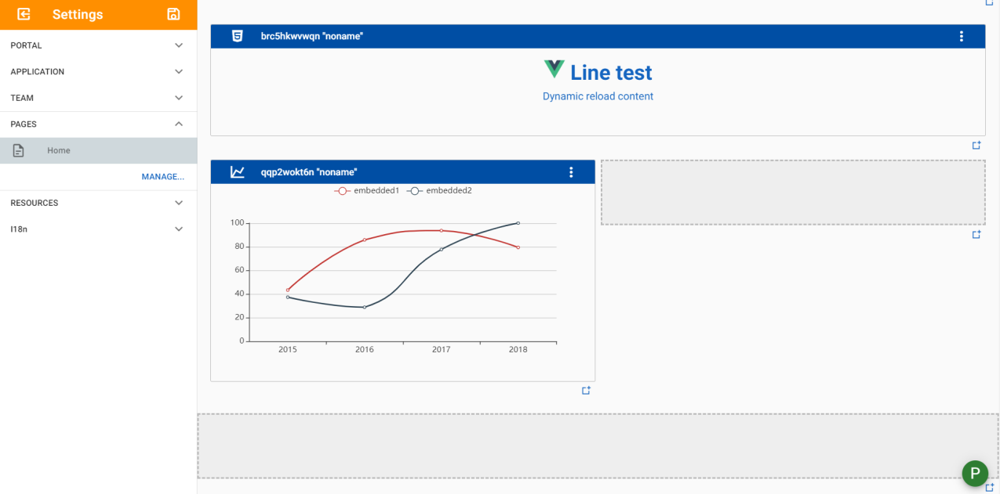 Settings
PORTAL
APPLICATION
TEAM
PAGES
Home
MANAGE...
RESOURCES
I18n
brc5hkwvwqn "noname"
Line test
Dynamic reload content
qqp2wokt6n "noname"
embedded1 embedded2
100
80
60
40
20
0
2015 2016 2017 2018
P